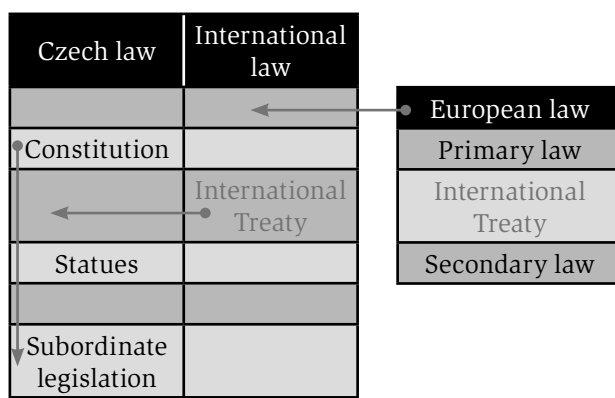 Czech law
International
law
Constitution
International
Treaty
Statues
Subordinate
legislation
European law
Primary law
International
Treaty
Secondary law